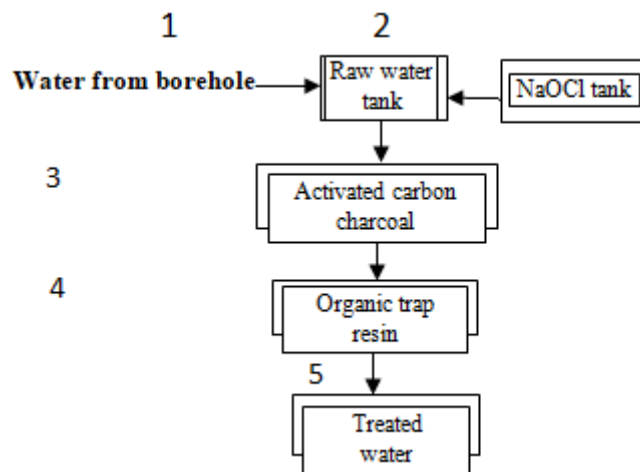 1
2
Water from borehole
Raw water
tank
NaOCl tank
3
Activated carbon
charcoal
4
Organic trap
resin
5
Treated
water